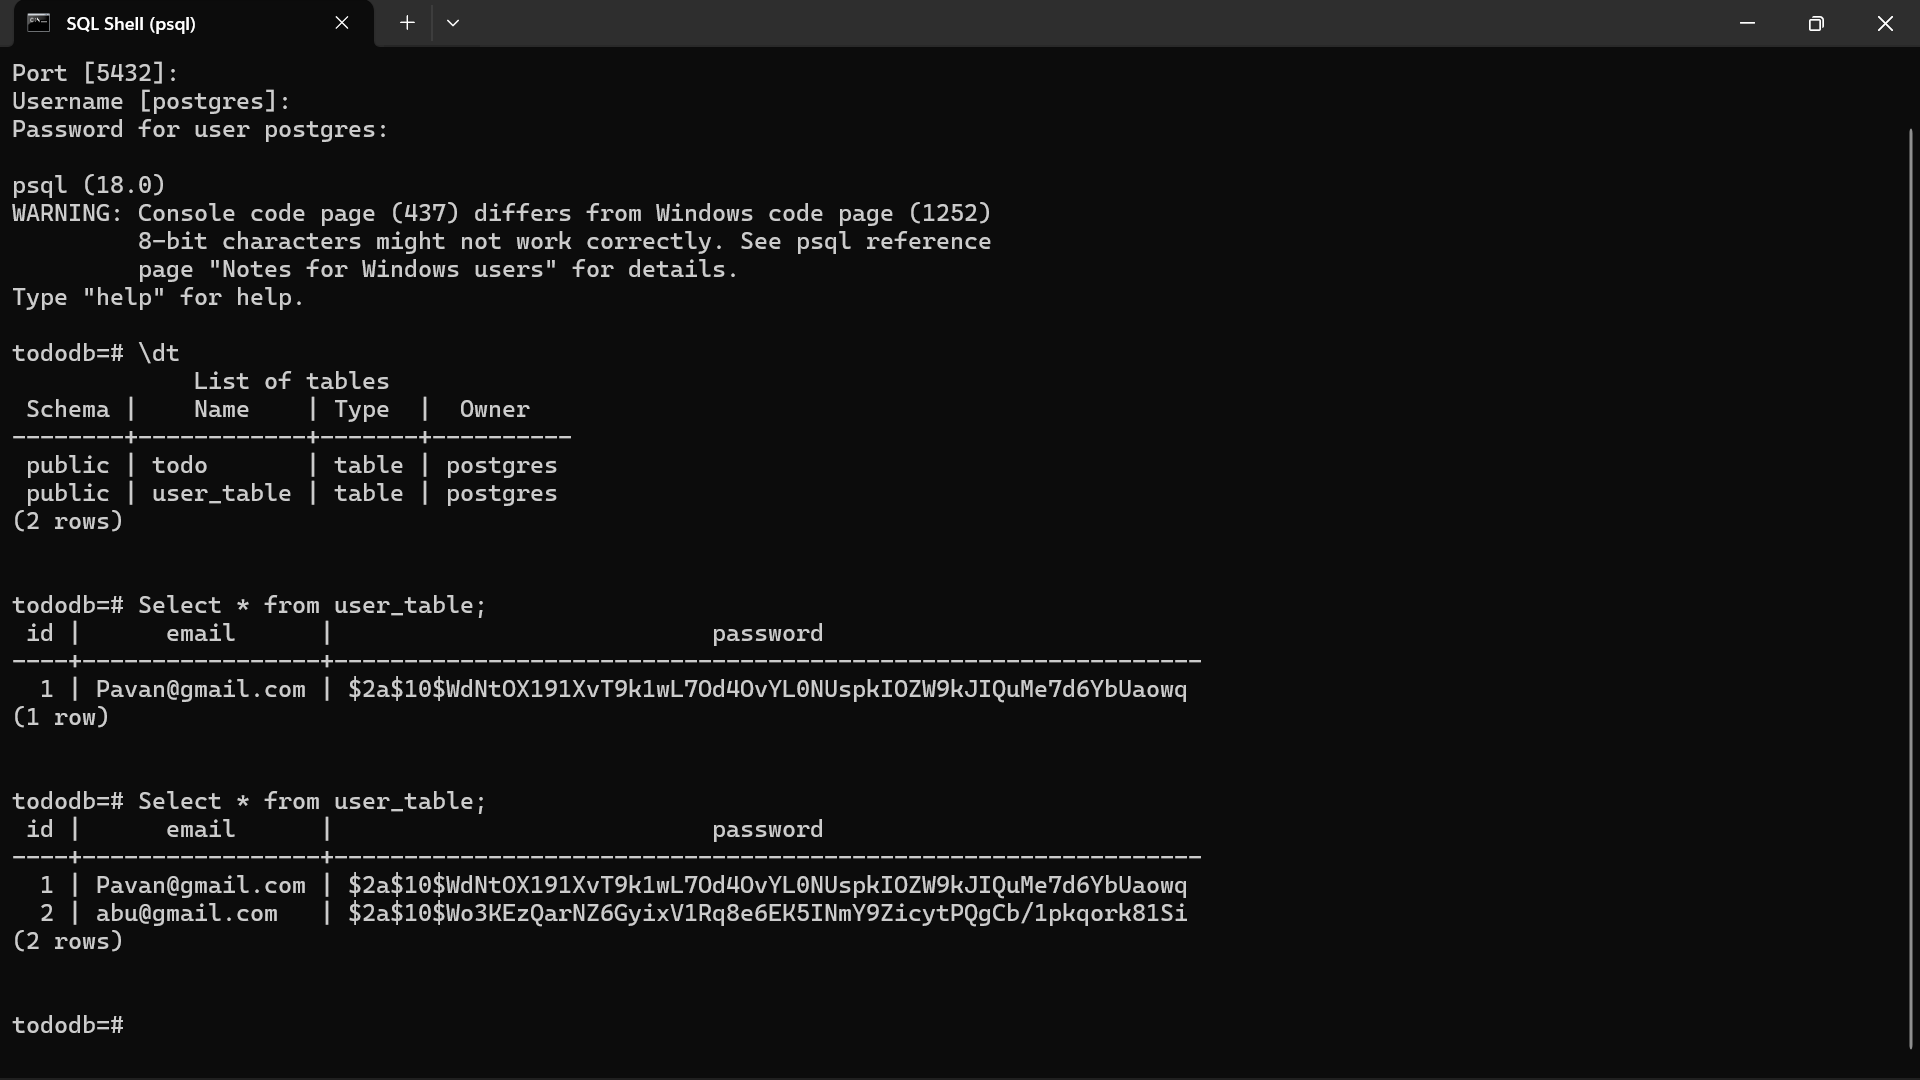 SQL Shell (psql)
Port [5432]:
Username [postgres]:
Password for user postgres:
psql (18.0)
WARNING: Console code page (437) differs from Windows code page (1252)
         8-bit characters might not work correctly. See psql reference
         page "Notes for Windows users" for details.
Type "help" for help.
tododb=# \dt
             List of tables
 Schema |    Name    | Type  |  Owner
--------+------------+-------+----------
 public | todo       | table | postgres
 public | user_table | table | postgres
(2 rows)
tododb=# Select * from user_table;
 id |      email      |                           password
----+-----------------+--------------------------------------------------------------
  1 | Pavan@gmail.com | $2a$10$WdNtOX191XvT9k1wL7Od4OvYL0NUspkIOZW9kJIQuMe7d6YbUaowq
(1 row)
tododb=# Select * from user_table;
 id |      email      |                           password
----+-----------------+--------------------------------------------------------------
  1 | Pavan@gmail.com | $2a$10$WdNtOX191XvT9k1wL7Od4OvYL0NUspkIOZW9kJIQuMe7d6YbUaowq
  2 | abu@gmail.com   | $2a$10$Wo3KEzQarNZ6GyixV1Rq8e6EK5INmY9ZicytPQgCb/1pkqork81Si
(2 rows)
tododb=#